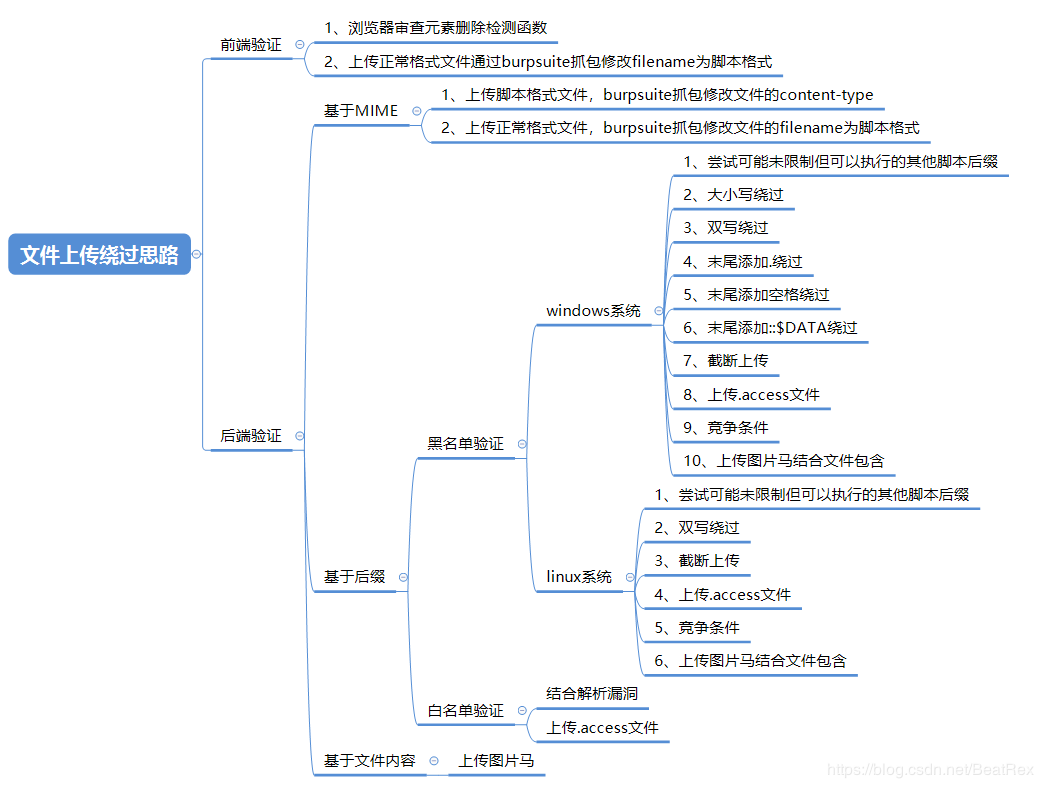 文件上传绕过思路
前端验证
1、浏览器审查元素删除检测函数
2、上传正常格式文件通过burpsuite抓包修改filename为脚本格式
后端验证
基于MIME
1、上传脚本格式文件，burpsuite抓包修改文件的content-type
2、上传正常格式文件，burpsuite抓包修改文件的filename为脚本格式
基于后缀
黑名单验证
windows系统
1、尝试可能未限制但可以执行的其他脚本后缀
2、大小写绕过
3、双写绕过
4、末尾添加.绕过
5、末尾添加空格绕过
6、末尾添加::$DATA绕过
7、截断上传
8、上传.access文件
9、竞争条件
10、上传图片马结合文件包含
linux系统
1、尝试可能未限制但可以执行的其他脚本后缀
2、双写绕过
3、截断上传
4、上传.access文件
5、竞争条件
6、上传图片马结合文件包含
白名单验证
结合解析漏洞
上传.access文件
基于文件内容
上传图片马
https://blog.csdn.net/BeatRex